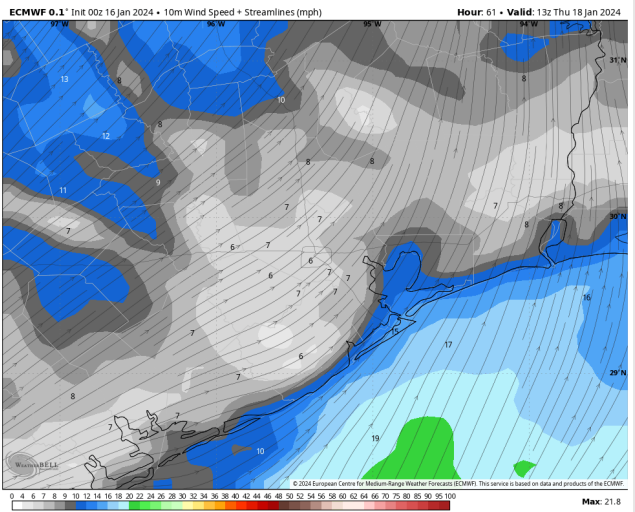 ECMWF 0.1° Init 00z 16 Jan 2024 • 10m Wind Speed + Streamlines (mph)
Hour: 61 • Valid: 13z Thu 18 Jan 2024
97°W 96°W 95°W 94°W
31°N
13 8 10 8
8
12
8 8
11 9
7 7 8
30°N
7 7 8
6 7
6
6 7 7
7 7
16
15
7 17
29°N
6
7
8
7 7
19
10
WEATHERBELL
© 2024 European Centre for Medium-Range Weather Forecasts (ECMWF). This service is based on data and products of the ECMWF.
0 4 6 7 8 9 10 12 14 16 18 20 22 24 26 28 30 32 34 36 38 40 42 44 46 48 50 52 54 56 58 60 65 70 75 80 85 90 95 100
Max: 21.8